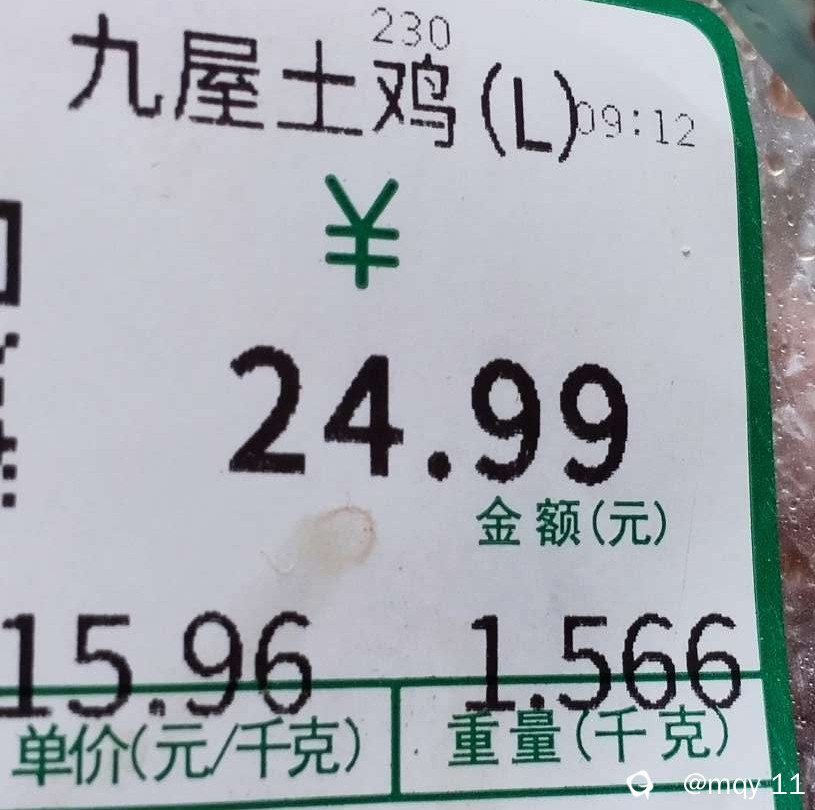 230
九屋土鸡(L)
09:12
¥
24.99
金额(元)
15.96 1.566
单价(元/千克) 重量(千克)
@mqy 11